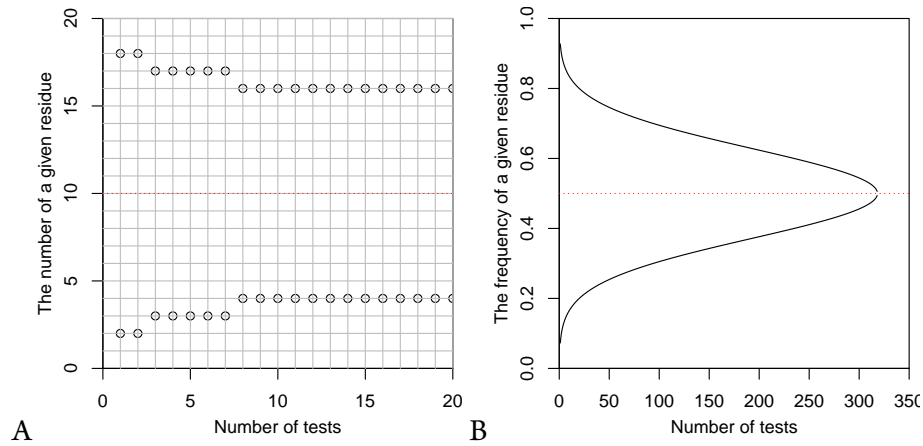 The number of a given residue
20
15
10
5
0
0 5 10 15 20
Number of tests
A
The frequency of a given residue
1.0
0.8
0.6
0.4
0.2
0.0
0 50 100 150 200 250 300 350
Number of tests
B